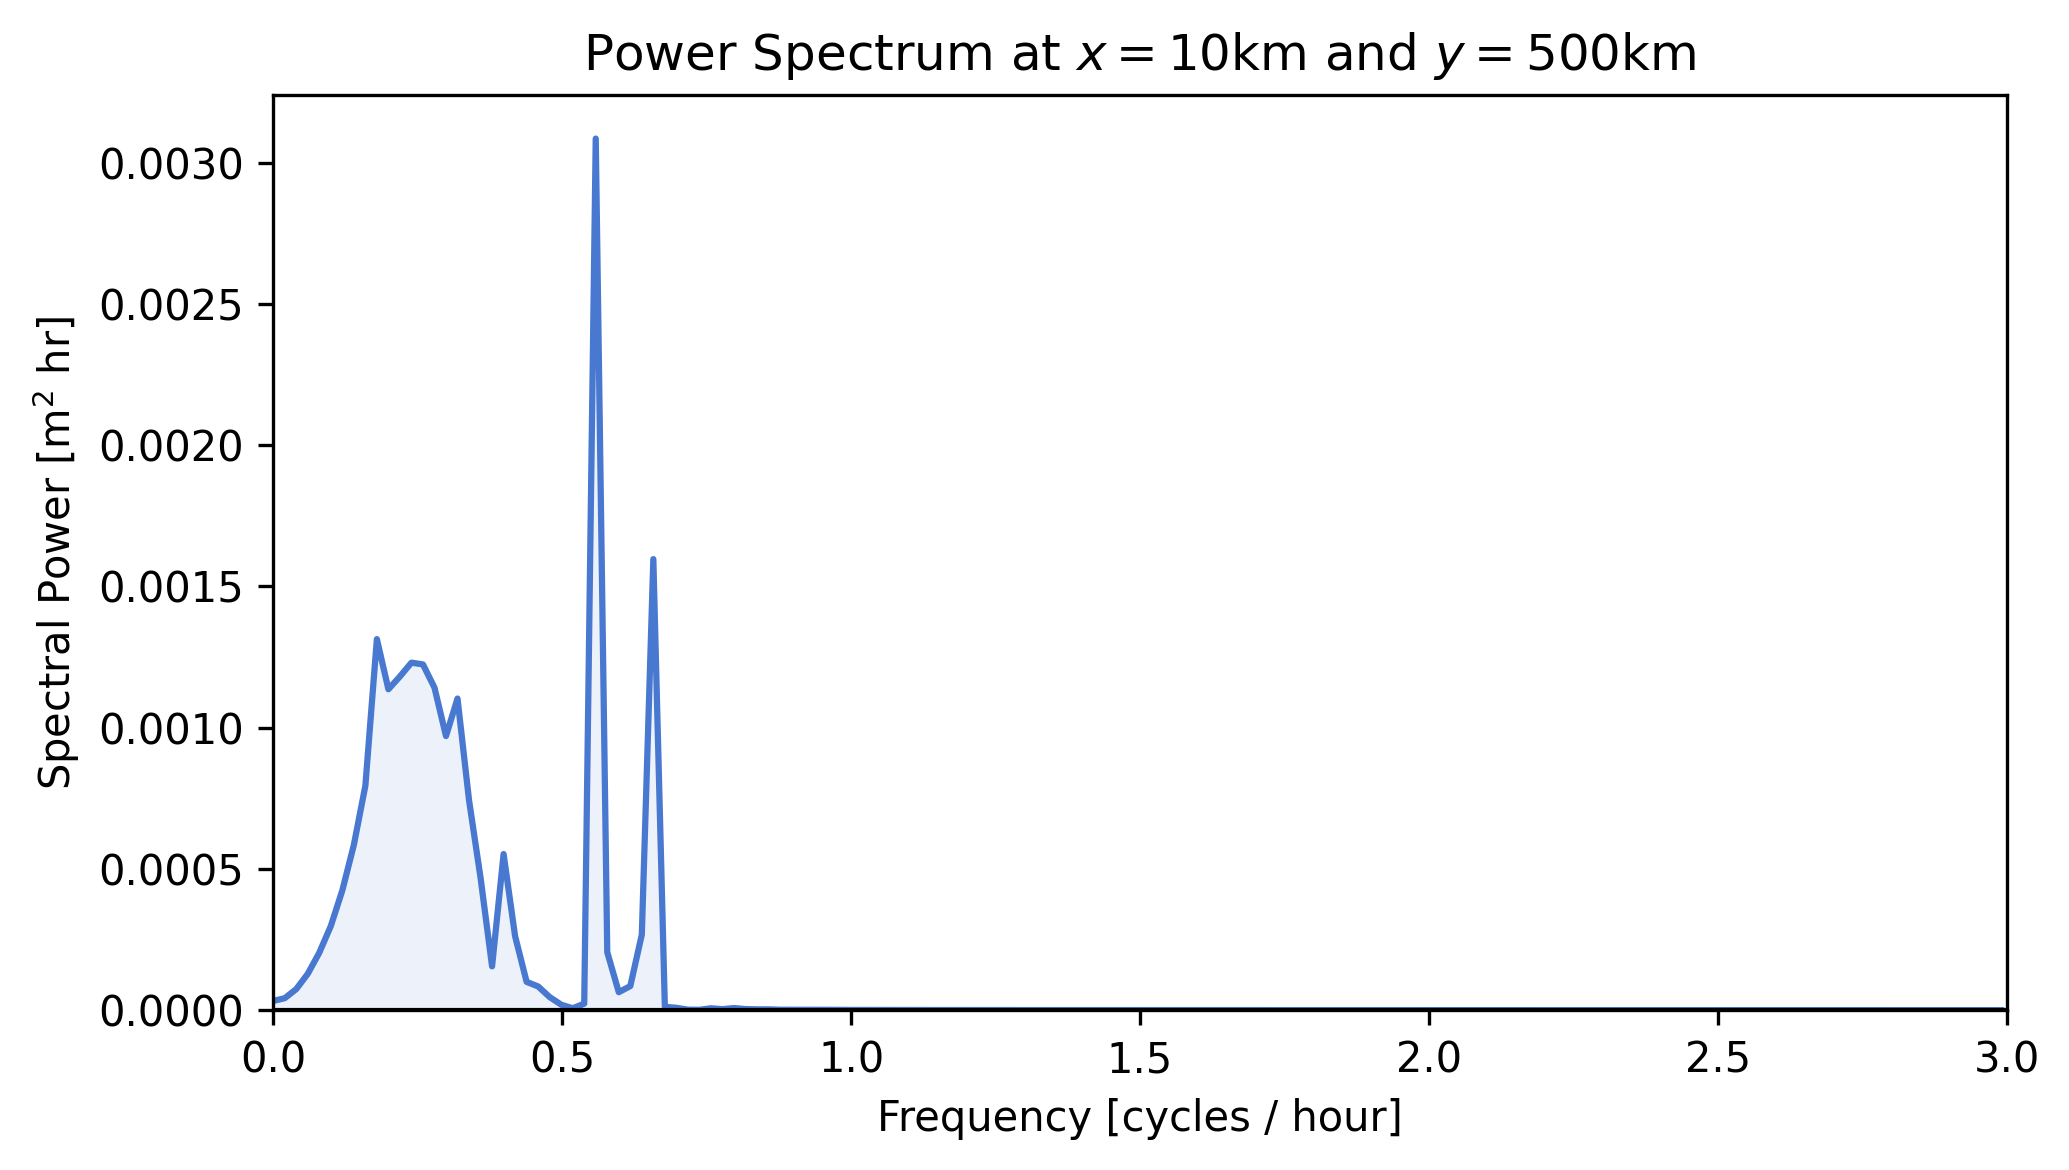 Power Spectrum at x = 10km and y = 500km
Spectral Power [m² hr]
0.0030
0.0025
0.0020
0.0015
0.0010
0.0005
0.0000
0.0 0.5 1.0 1.5 2.0 2.5 3.0
Frequency [cycles / hour]